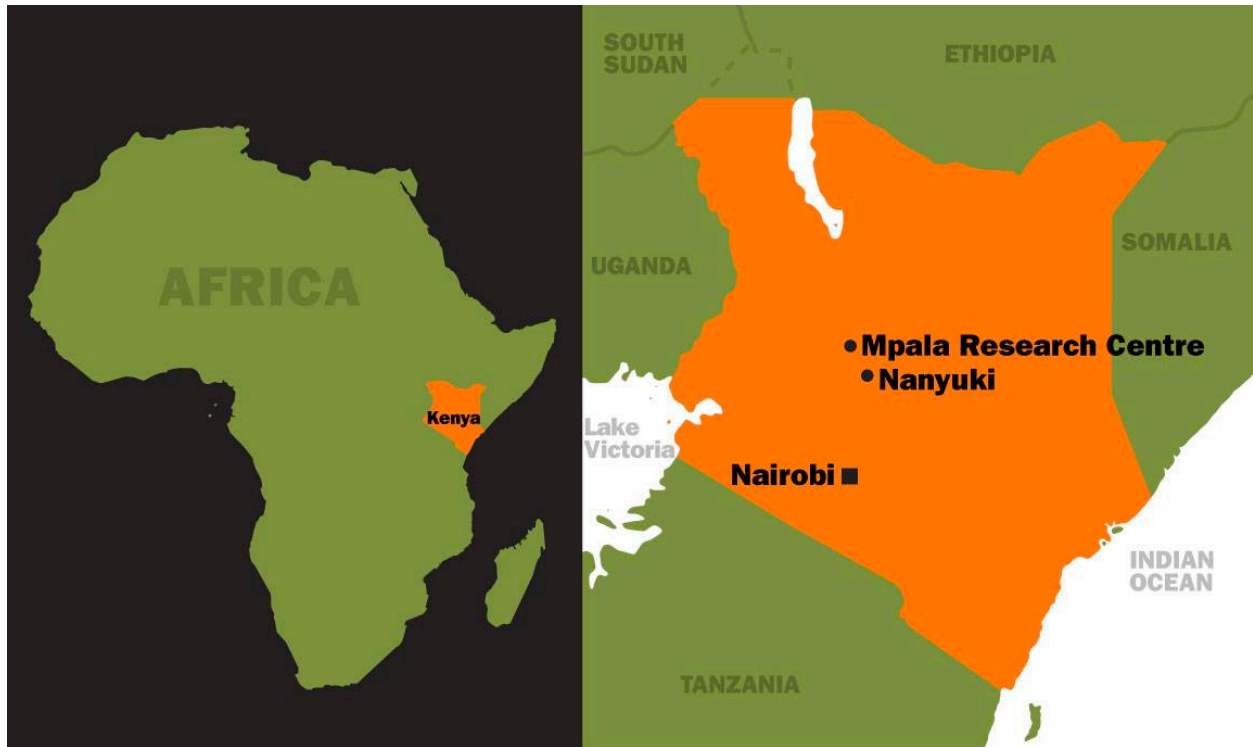 AFRICA
Kenya
SOUTH
SUDAN
ETHIOPIA
UGANDA
SOMALIA
Mpala Research Centre
Nanyuki
Lake
Victoria
Nairobi
INDIAN
OCEAN
TANZANIA